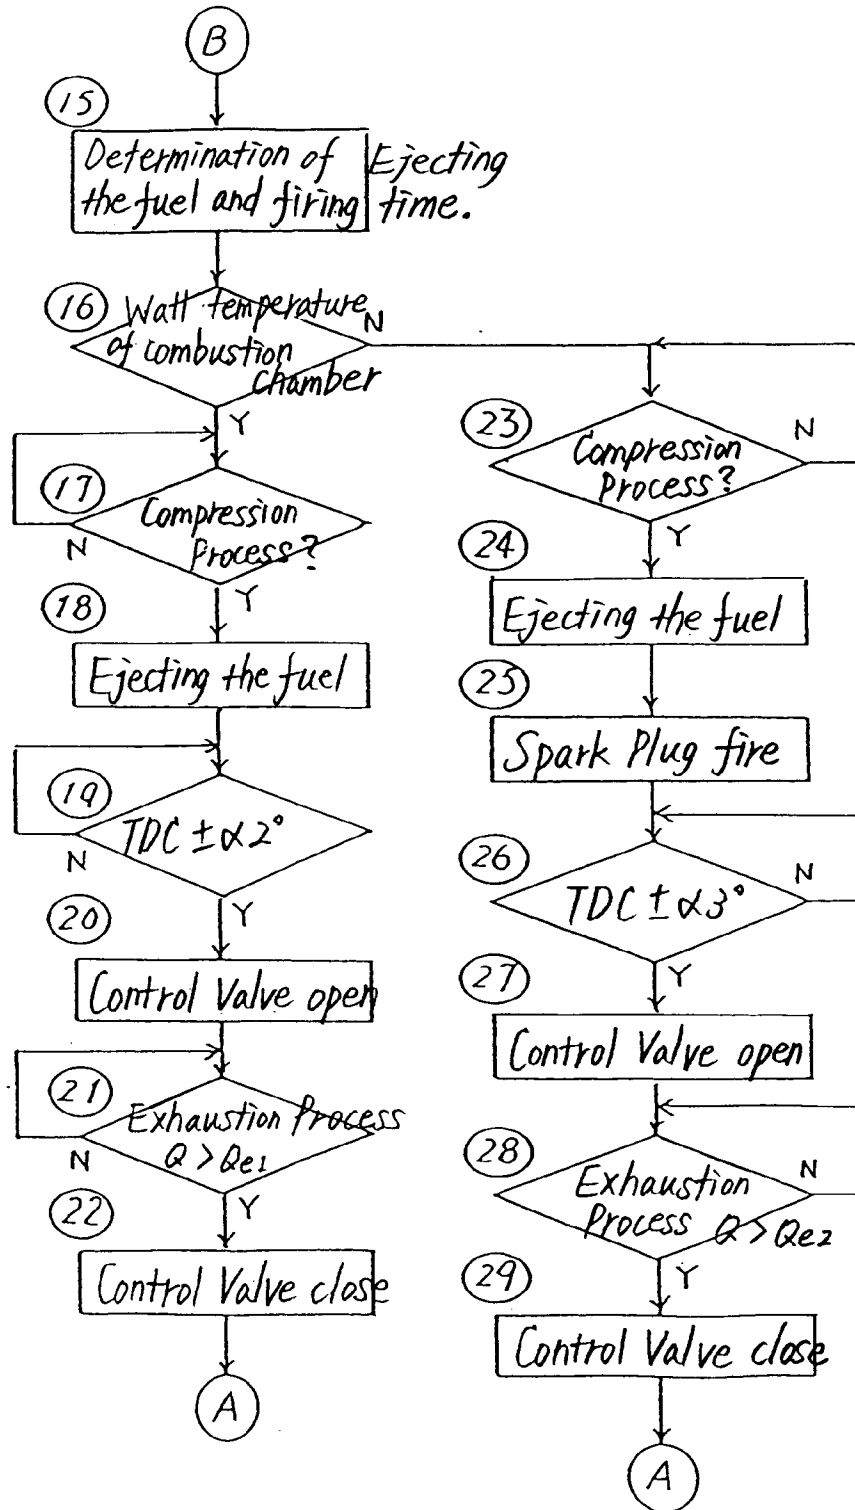 B
15
Determination of Ejecting
the fuel and firing time.
16
Watt temperature
of combustion
chamber
N
Y
17
Compression
Process?
N
Y
18
Ejecting the fuel
19
TDC ± α2°
N
Y
20
Control Valve open
21
Exhaustion Process
Q > Qe1
N
Y
22
Control Valve close
A
23
Compression
Process?
N
Y
24
Ejecting the fuel
25
Spark Plug fire
26
TDC ± α3°
N
Y
27
Control Valve open
28
Exhaustion
Process Q > Qe2
N
Y
29
Control Valve close
A